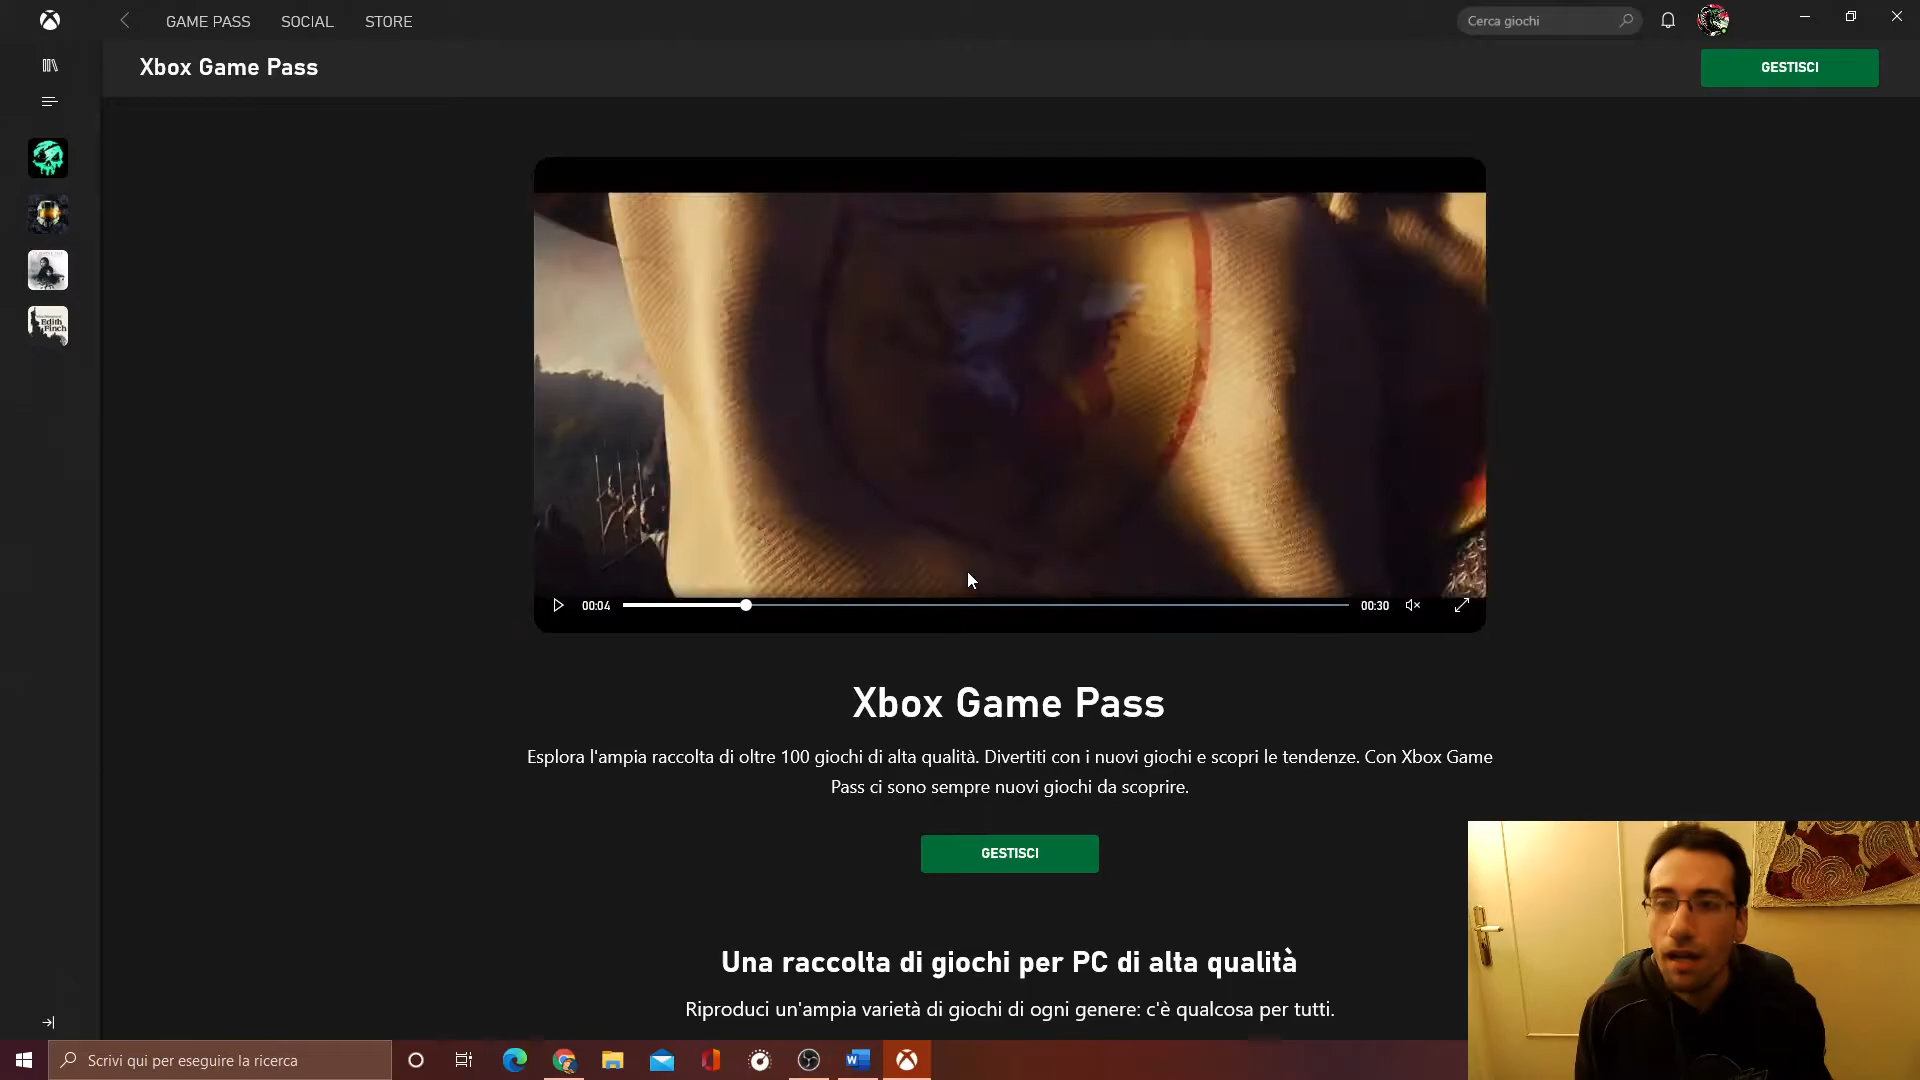 GAME PASS
SOCIAL
STORE
Cerca giochi
Xbox Game Pass
GESTISCI
Edith
Finch
00:04
00:30
Xbox Game Pass
Esplora l'ampia raccolta di oltre 100 giochi di alta qualità. Divertiti con i nuovi giochi e scopri le tendenze. Con Xbox Game
Pass ci sono sempre nuovi giochi da scoprire.
GESTISCI
Una raccolta di giochi per PC di alta qualità
Riproduci un'ampia varietà di giochi di ogni genere: c'è qualcosa per tutti.
Scrivi qui per eseguire la ricerca
W